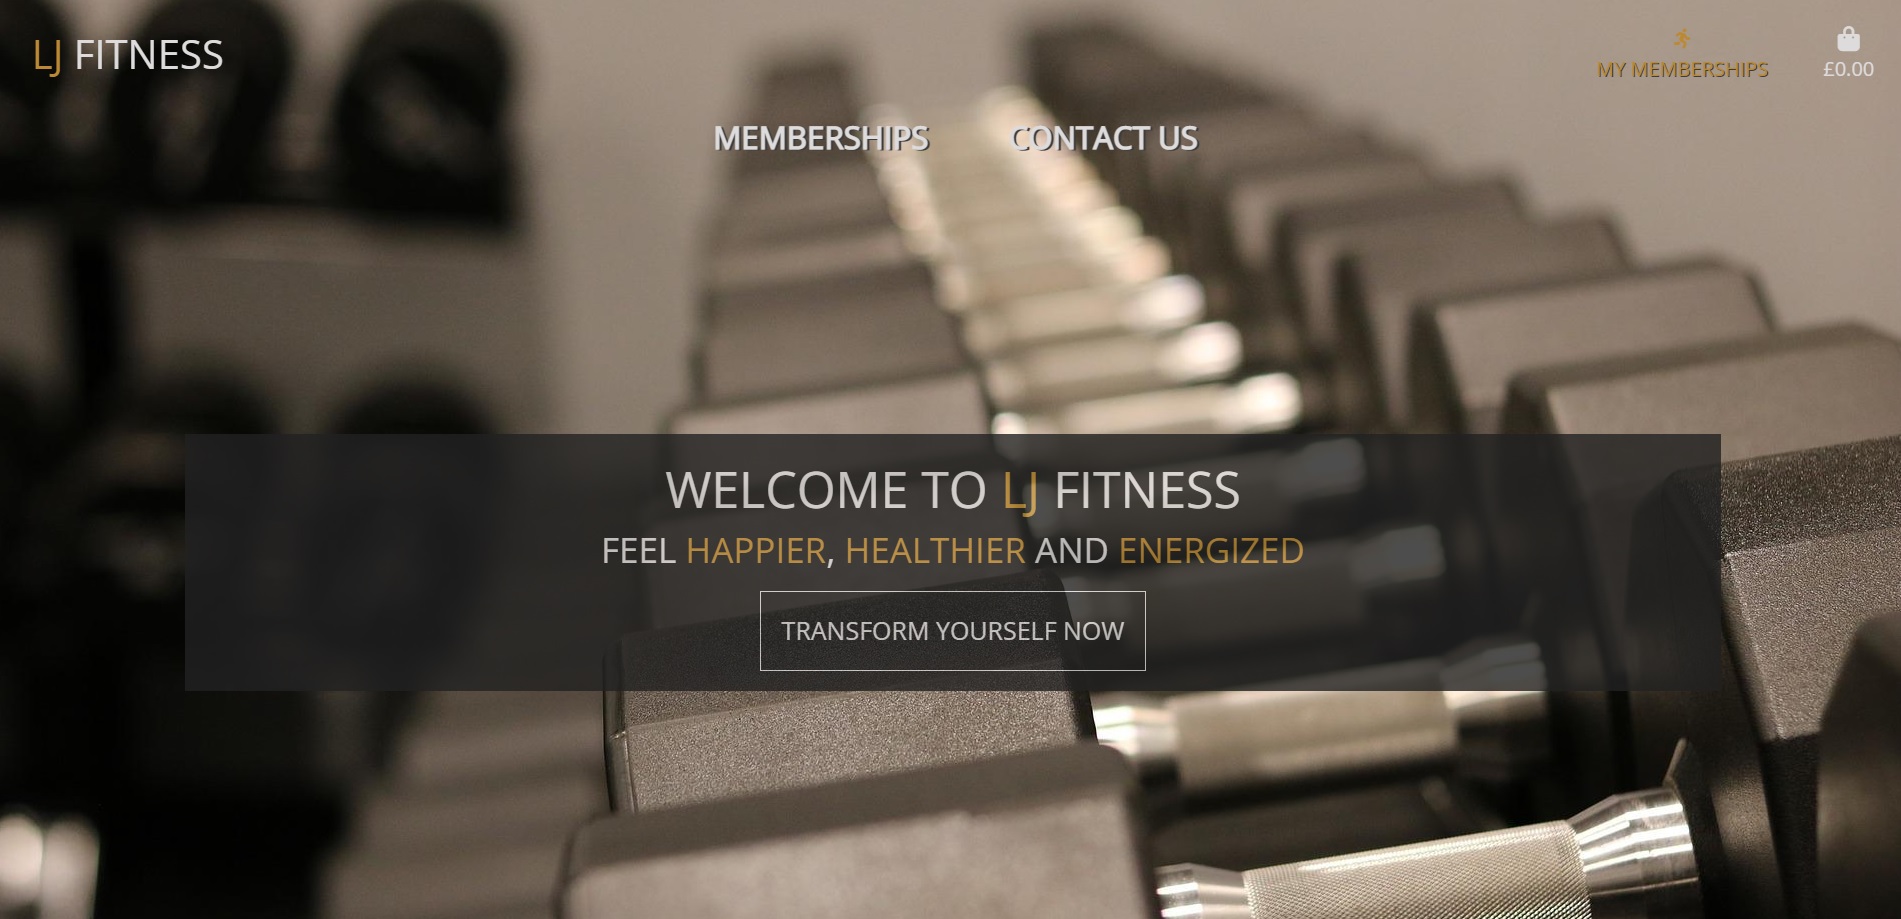 LJ FITNESS
MY MEMBERSHIPS
£0.00
MEMBERSHIPS
CONTACT US
WELCOME TO LJ FITNESS
FEEL HAPPIER, HEALTHIER AND ENERGIZED
TRANSFORM YOURSELF NOW